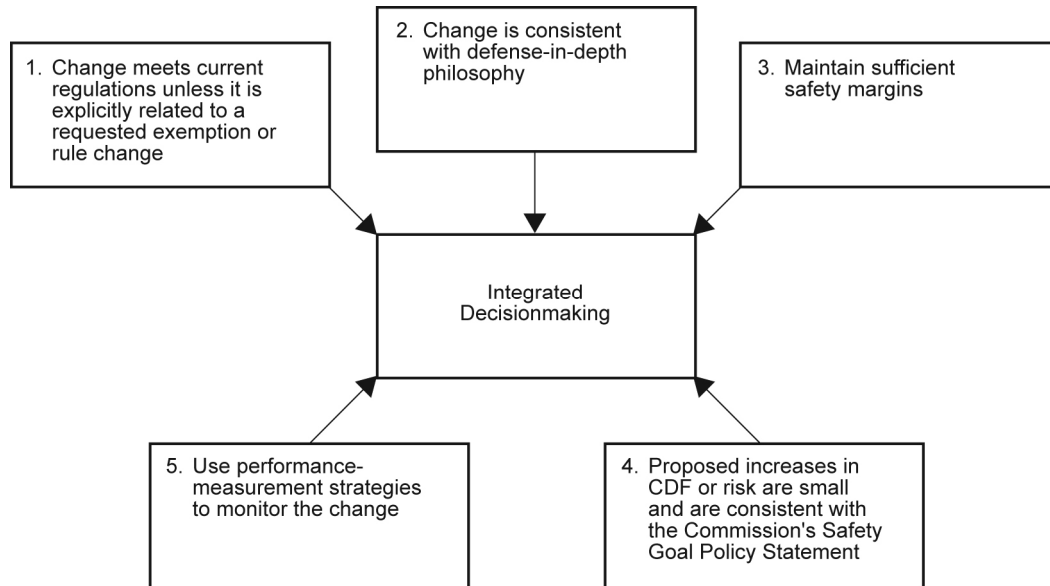 1. Change meets current
regulations unless it is
explicitly related to a
requested exemption or
rule change
2. Change is consistent
with defense-in-depth
philosophy
3. Maintain sufficient
safety margins
Integrated
Decisionmaking
5. Use performance-
measurement strategies
to monitor the change
4. Proposed increases in
CDF or risk are small
and are consistent with
the Commission's Safety
Goal Policy Statement